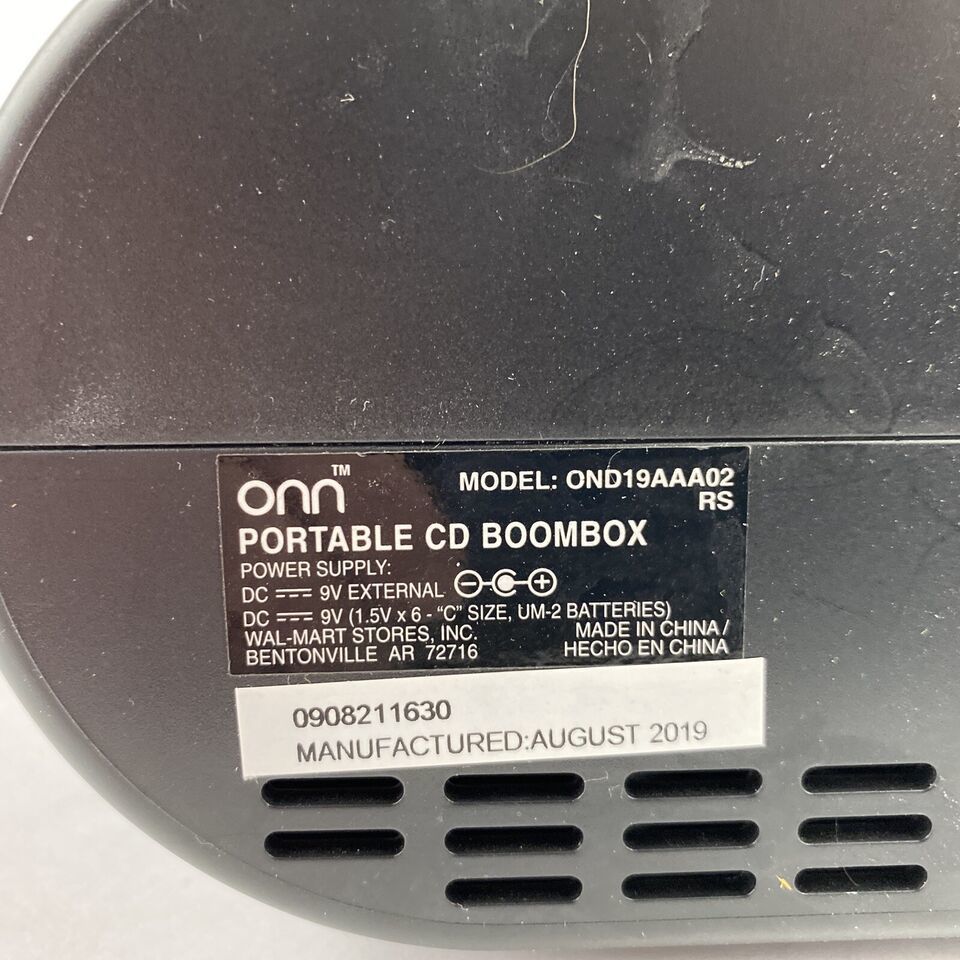 onn™
MODEL: OND19AAA02
RS
PORTABLE CD BOOMBOX
POWER SUPPLY:
DC ⎓ 9V EXTERNAL
DC ⎓ 9V (1.5V x 6 - “C” SIZE, UM-2 BATTERIES)
WAL-MART STORES, INC.
BENTONVILLE AR 72716
MADE IN CHINA /
HECHO EN CHINA
0908211630
MANUFACTURED:AUGUST 2019